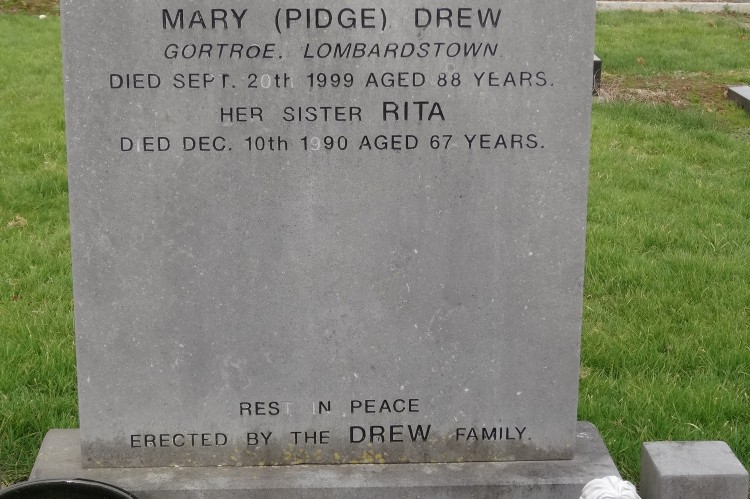 MARY (PIDGE) DREW
GORTROE, LOMBARDSTOWN.
DIED SEPT. 20th 1999 AGED 88 YEARS.
HER SISTER RITA
DIED DEC. 10th 1990 AGED 67 YEARS.
REST IN PEACE
ERECTED BY THE DREW FAMILY.